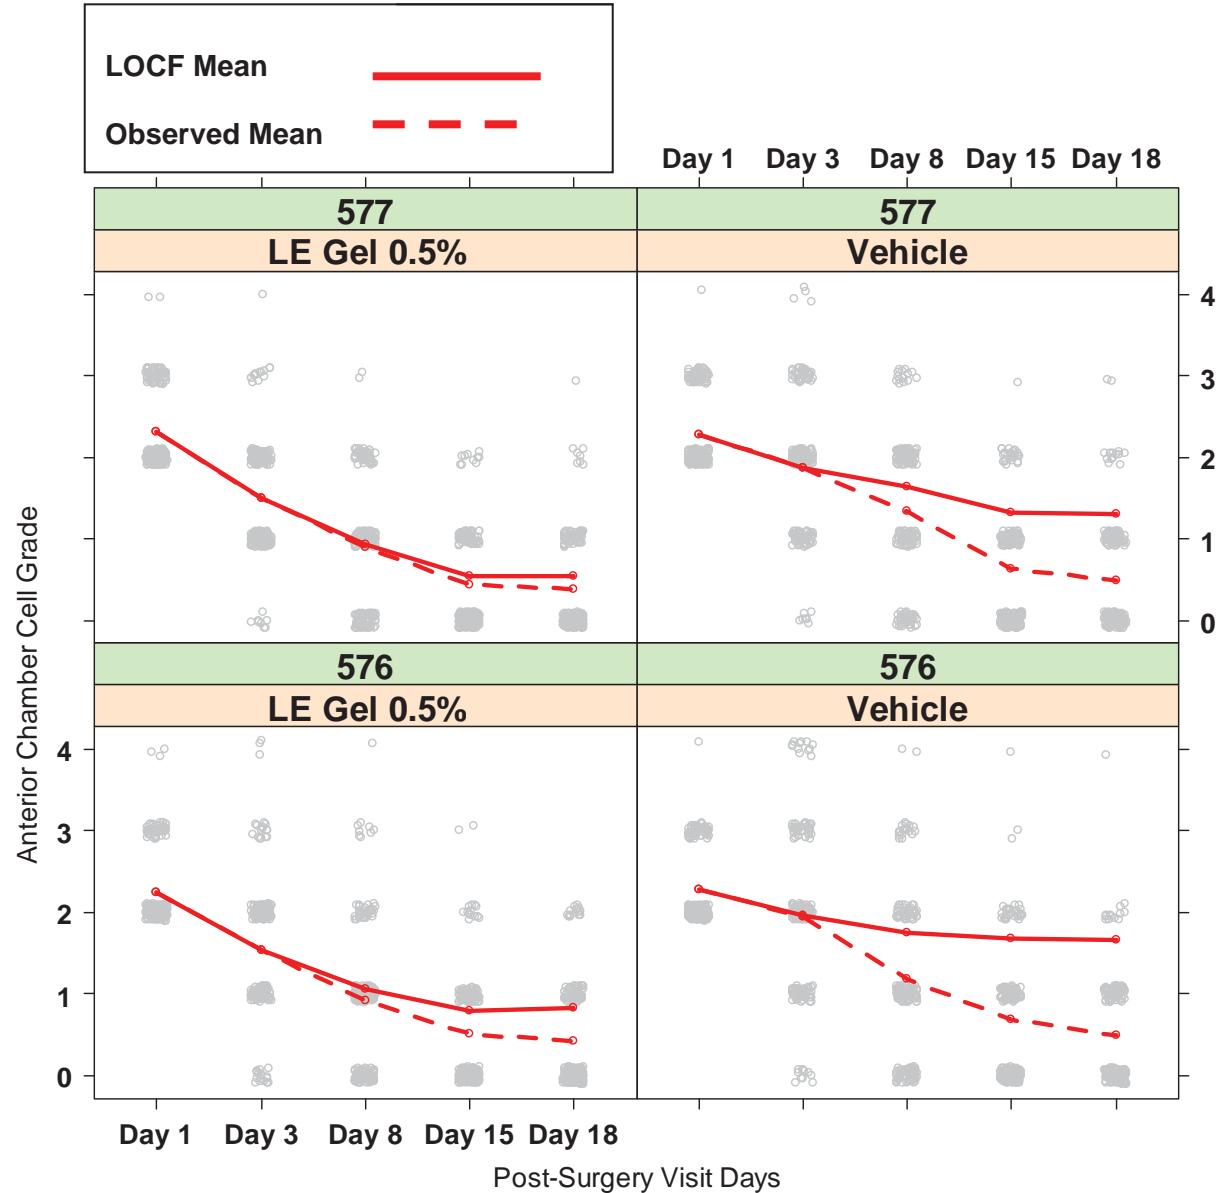 LOCF Mean
Observed Mean
Day 1 Day 3 Day 8 Day 15 Day 18
577 577
LE Gel 0.5% Vehicle
4
3
2
1
0
576 576
LE Gel 0.5% Vehicle
4
3
2
1
0
Anterior Chamber Cell Grade
Day 1 Day 3 Day 8 Day 15 Day 18
Post-Surgery Visit Days